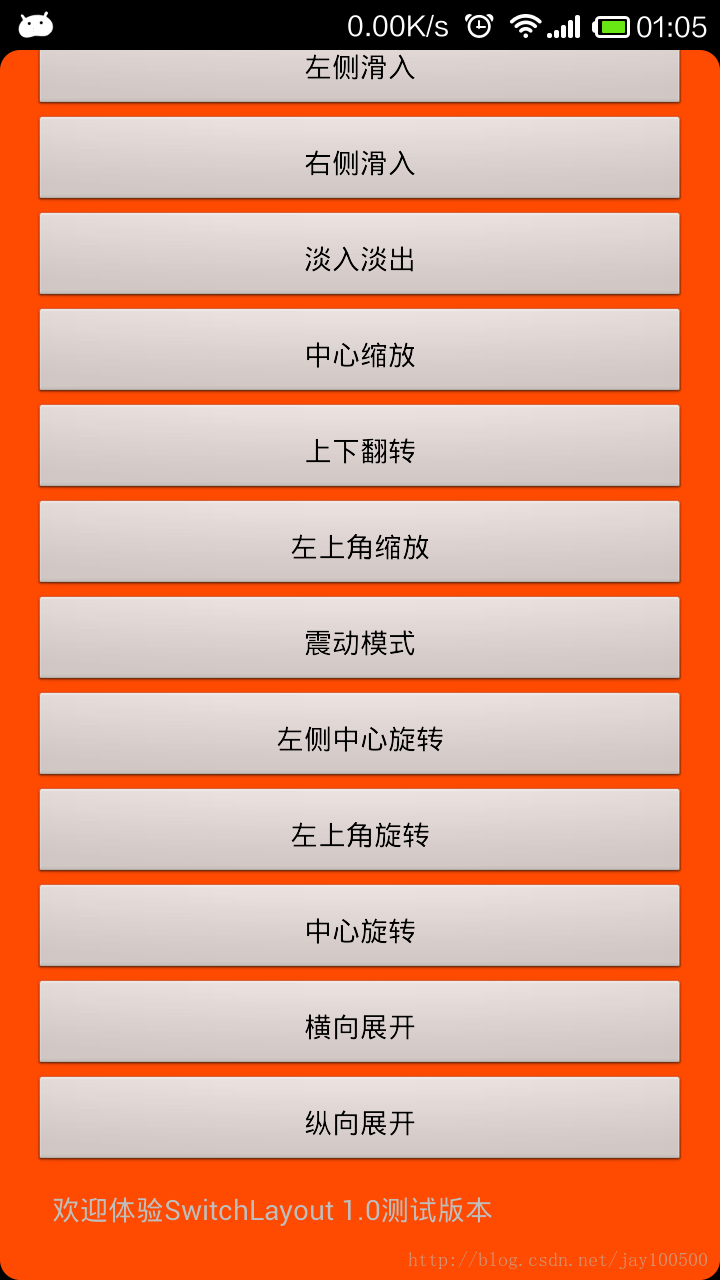 0.00K/s 01:05
左侧滑入
右侧滑入
淡入淡出
中心缩放
上下翻转
左上角缩放
震动模式
左侧中心旋转
左上角旋转
中心旋转
横向展开
纵向展开
欢迎体验SwitchLayout 1.0测试版本
http://blog.csdn.net/jay100500